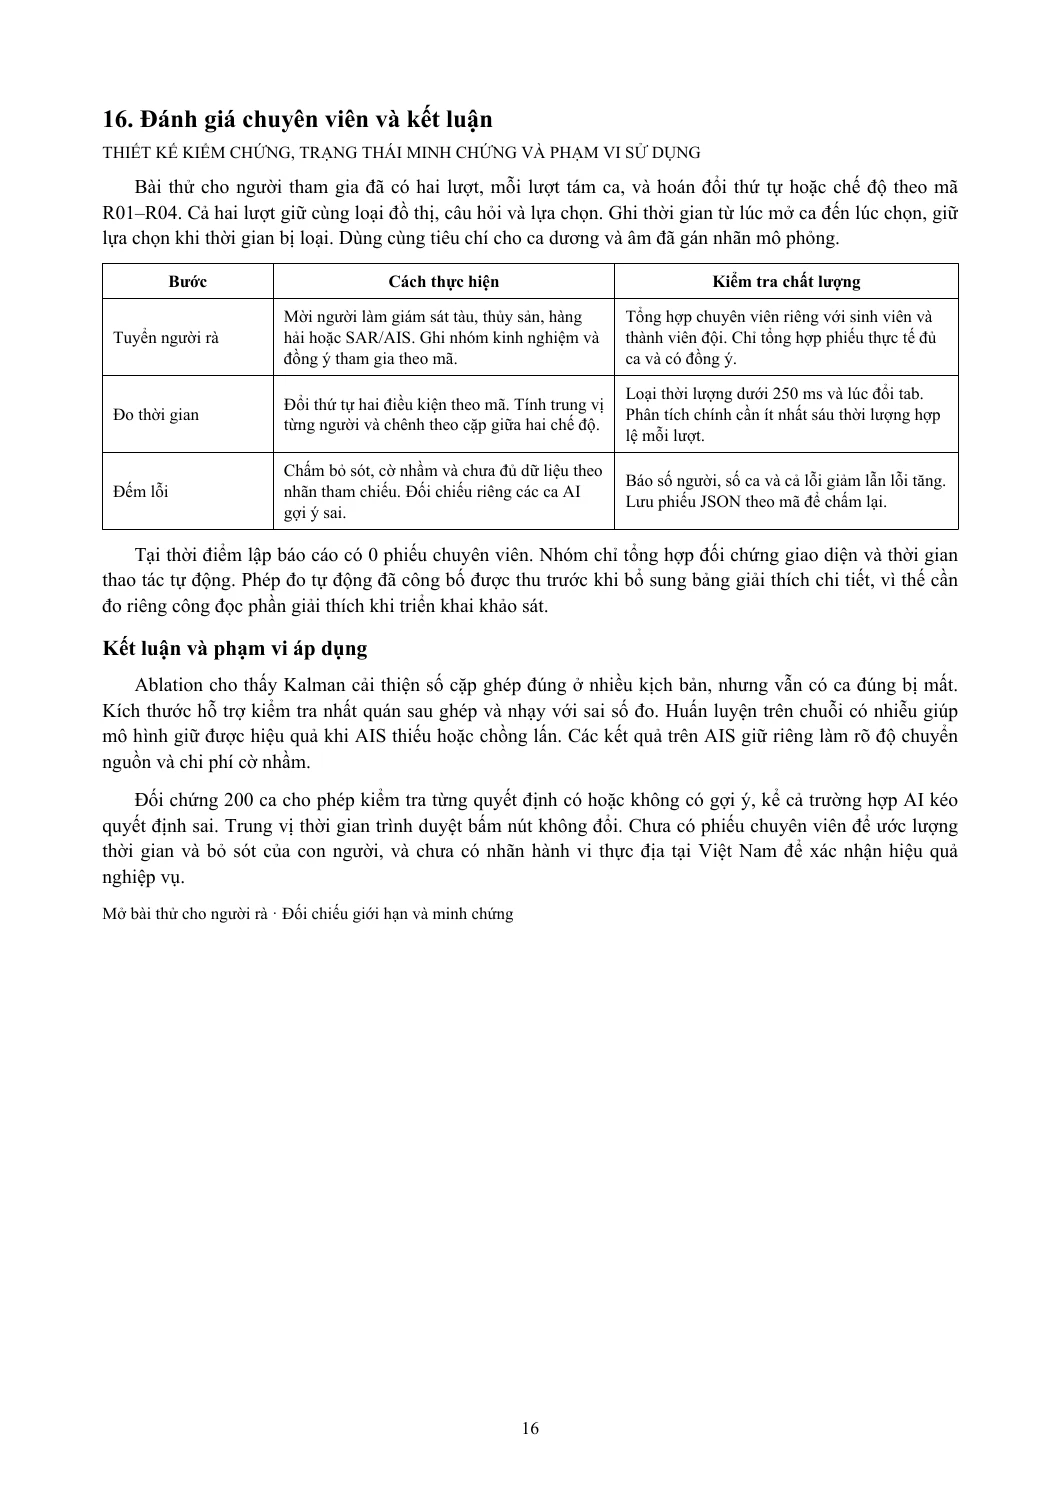 16. Đánh giá chuyên viên và kết luận
THIẾT KẾ KIỂM CHỨNG, TRẠNG THÁI MINH CHỨNG VÀ PHẠM VI SỬ DỤNG
Bài thử cho người tham gia đã có hai lượt, mỗi lượt tám ca, và hoán đổi thứ tự hoặc chế độ theo mã
R01–R04. Cả hai lượt giữ cùng loại đồ thị, câu hỏi và lựa chọn. Ghi thời gian từ lúc mở ca đến lúc chọn, giữ
lựa chọn khi thời gian bị loại. Dùng cùng tiêu chí cho ca dương và âm đã gán nhãn mô phỏng.
Bước Cách thực hiện Kiểm tra chất lượng
Tuyển người rà
Mời người làm giám sát tàu, thủy sản, hàng
hải hoặc SAR/AIS. Ghi nhóm kinh nghiệm và
đồng ý tham gia theo mã.
Tổng hợp chuyên viên riêng với sinh viên và
thành viên đội. Chỉ tổng hợp phiếu thực tế đủ
ca và có đồng ý.
Đo thời gian
Đổi thứ tự hai điều kiện theo mã. Tính trung vị
từng người và chênh theo cặp giữa hai chế độ.
Loại thời lượng dưới 250 ms và lúc đổi tab.
Phân tích chính cần ít nhất sáu thời lượng hợp
lệ mỗi lượt.
Đếm lỗi
Chấm bỏ sót, cờ nhầm và chưa đủ dữ liệu theo
nhãn tham chiếu. Đối chiếu riêng các ca AI
gợi ý sai.
Báo số người, số ca và cả lỗi giảm lẫn lỗi tăng.
Lưu phiếu JSON theo mã để chấm lại.
Tại thời điểm lập báo cáo có 0 phiếu chuyên viên. Nhóm chỉ tổng hợp đối chứng giao diện và thời gian
thao tác tự động. Phép đo tự động đã công bố được thu trước khi bổ sung bảng giải thích chi tiết, vì thế cần
đo riêng công đọc phần giải thích khi triển khai khảo sát.
Kết luận và phạm vi áp dụng
Ablation cho thấy Kalman cải thiện số cặp ghép đúng ở nhiều kịch bản, nhưng vẫn có ca đúng bị mất.
Kích thước hỗ trợ kiểm tra nhất quán sau ghép và nhạy với sai số đo. Huấn luyện trên chuỗi có nhiễu giúp
mô hình giữ được hiệu quả khi AIS thiếu hoặc chồng lấn. Các kết quả trên AIS giữ riêng làm rõ độ chuyển
nguồn và chi phí cờ nhầm.
Đối chứng 200 ca cho phép kiểm tra từng quyết định có hoặc không có gợi ý, kể cả trường hợp AI kéo
quyết định sai. Trung vị thời gian trình duyệt bấm nút không đổi. Chưa có phiếu chuyên viên để ước lượng
thời gian và bỏ sót của con người, và chưa có nhãn hành vi thực địa tại Việt Nam để xác nhận hiệu quả
nghiệp vụ.
Mở bài thử cho người rà · Đối chiếu giới hạn và minh chứng
16